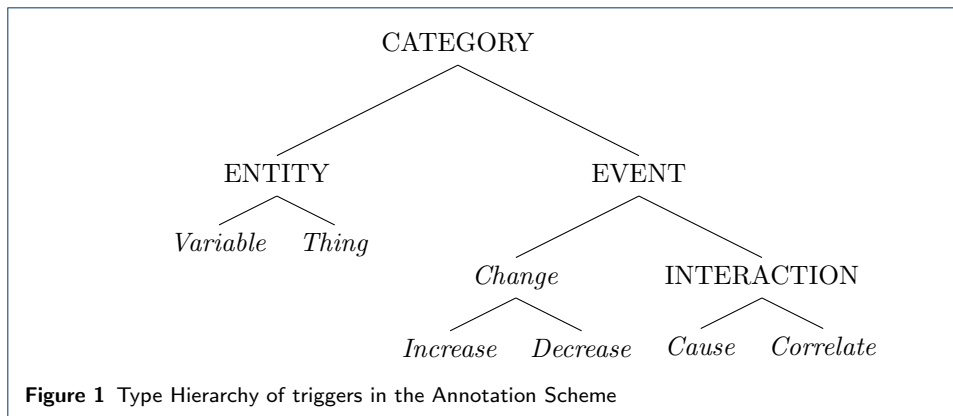 CATEGORY
ENTITY EVENT
Variable Thing
Change INTERACTION
Increase Decrease Cause Correlate
Figure 1 Type Hierarchy of triggers in the Annotation Scheme